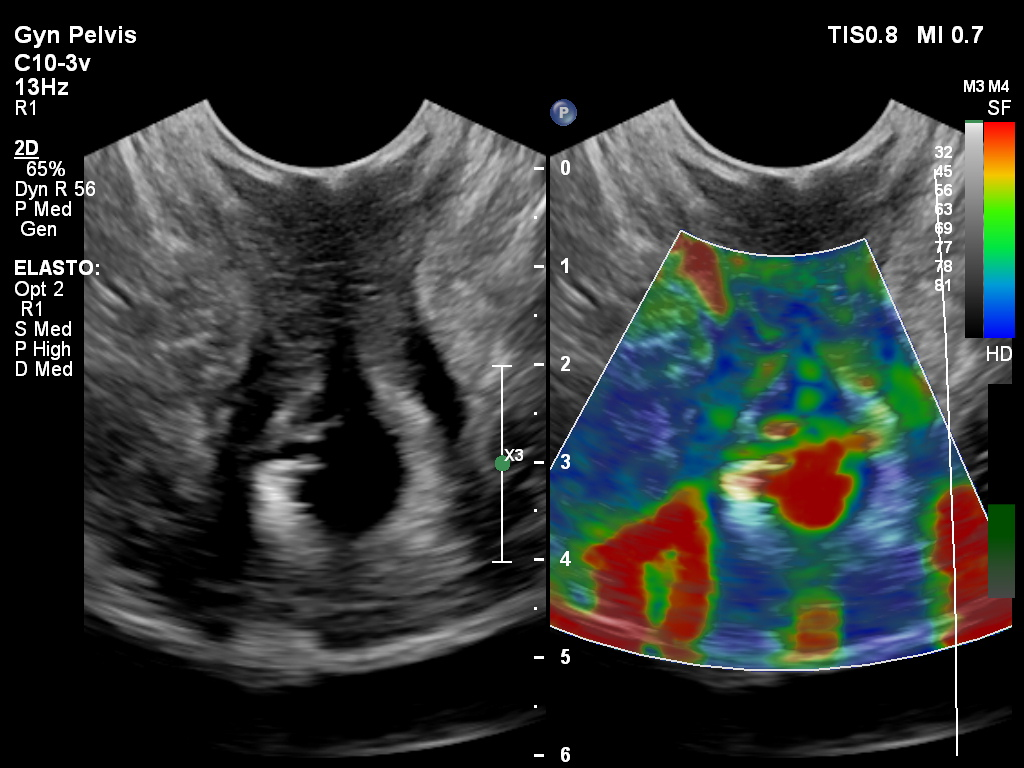 Gyn Pelvis
C10-3v
13Hz
R1
2D
65%
Dyn R 56
P Med
Gen
ELASTO:
Opt 2
R1
S Med
P High
D Med
TIS0.8 MI 0.7
M3 M4
SF
32
45
56
63
69
77
78
81
HD
P
X3
0
1
2
3
4
5
6